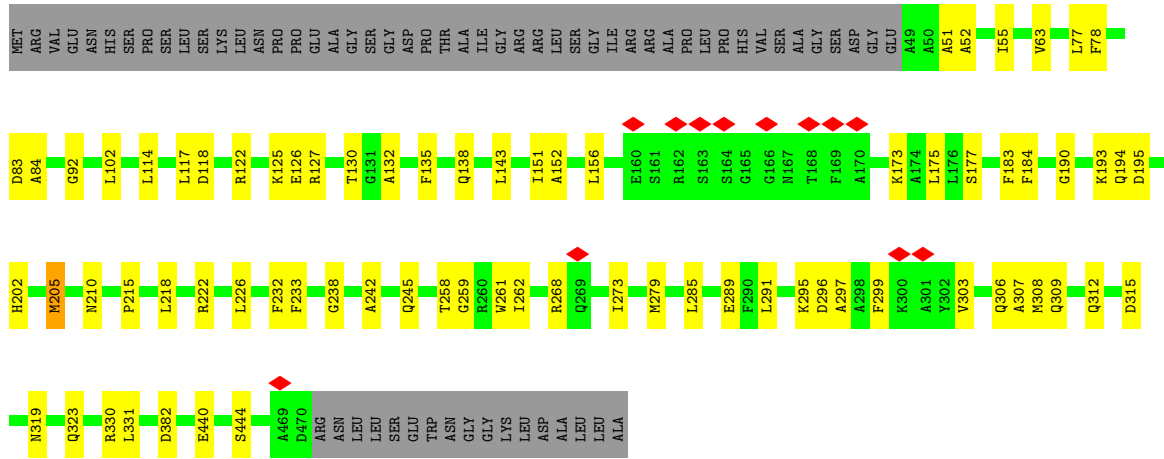 MET ARG VAL GLU ASN HIS SER PRO SER LEU SER LYS LEU ASN PRO PRO GLU ALA GLY SER GLY ASP PRO THR ALA ILE GLY ARG ARG LEU SER GLY ILE ARG ARG ALA PRO LEU PRO HIS VAL SER ALA GLY SER ASP GLY GLU A49 A50 A51 A52 I55 V63 L77 F78
D83 A84 G92 L102 L114 L117 D118 R122 K125 E126 R127 T130 G131 A132 F135 Q138 L143 I151 A152 L156 E160 S161 R162 S163 S164 G165 G166 N167 T168 F169 A170 K173 A174 L175 L176 S177 F183 F184 G190 K193 Q194 D195
H202 M205 N210 P215 L218 R222 L226 F232 F233 G238 A242 Q245 T258 G259 R260 W261 I262 R268 Q269 I273 M279 L285 E289 F290 L291 K295 D296 A297 A298 F299 K300 A301 Y302 V303 Q306 A307 M308 Q309 Q312 D315
N319 Q323 R330 L331 D382 E440 S444 A469 D470 ARG ASN LEU LEU SER GLU TRP ASN GLY GLY LYS LEU ASP ALA LEU LEU ALA